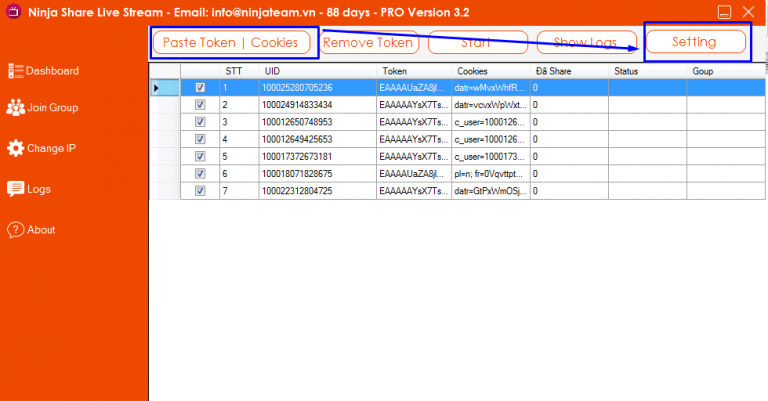 Ninja Share Live Stream - Email: info@ninjateam.vn - 88 days - PRO Version 3.2
Paste Token | Cookies Remove Token Start Show Logs Setting
Dashboard
Join Group
Change IP
Logs
About
STT UID Token Cookies Đã Share Status Goup
1 100025280705236 EAAAAUaZA8jl... datr=wMvxWhfR... 0
2 100024914833434 EAAAAAYsX7Ts... datr=vcvxWpWxt... 0
3 100012650748953 EAAAAAYsX7Ts... c_user=1000126... 0
4 100012649425653 EAAAAAYsX7Ts... c_user=1000126... 0
5 100017372673181 EAAAAAYsX7Ts... c_user=1000173... 0
6 100018071828675 EAAAAUaZA8jl... pl=n; fr=0Vqvttpt... 0
7 100022312804725 EAAAAAYsX7Ts... datr=GtPxWmOSj... 0